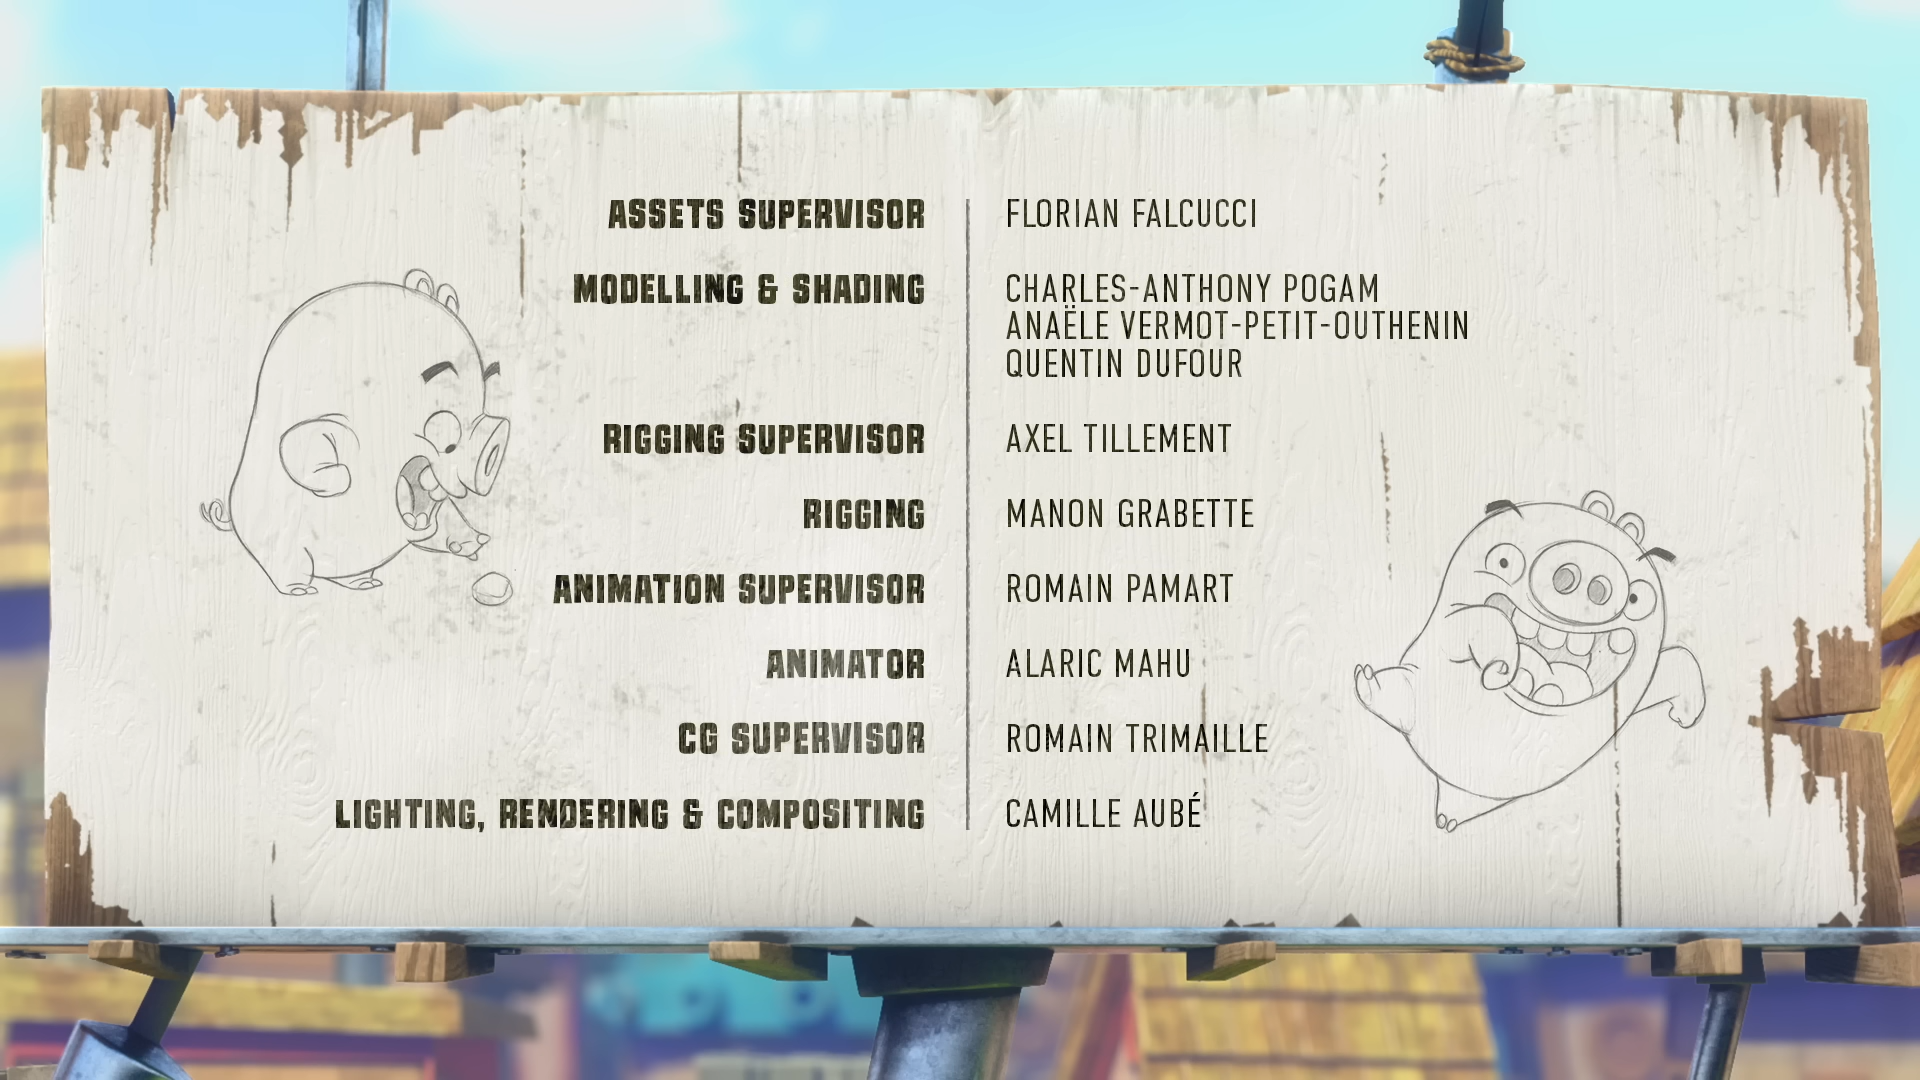 ASSETS SUPERVISOR FLORIAN FALCUCCI
MODELLING & SHADING CHARLES-ANTHONY POGAM
ANAËLE VERMOT-PETIT-OUTHENIN
QUENTIN DUFOUR
RIGGING SUPERVISOR AXEL TILLEMENT
RIGGING MANON GRABETTE
ANIMATION SUPERVISOR ROMAIN PAMART
ANIMATOR ALARIC MAHU
CG SUPERVISOR ROMAIN TRIMAILLE
LIGHTING, RENDERING & COMPOSITING CAMILLE AUBÉ